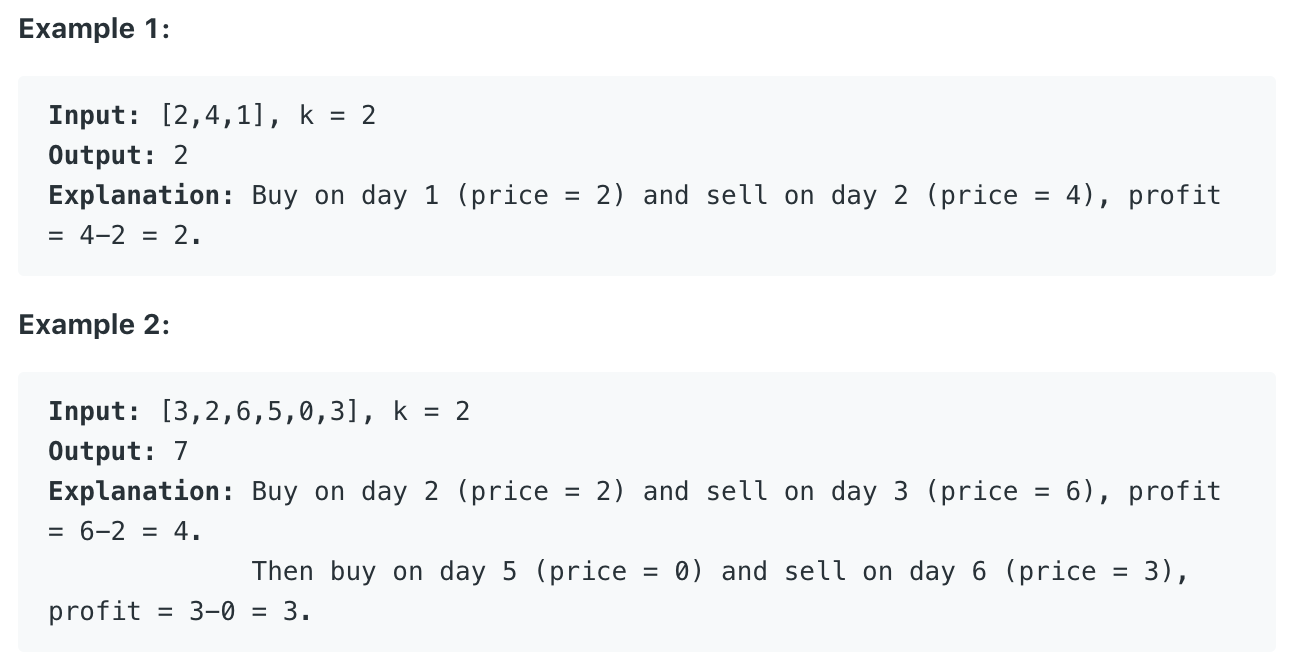 Example 1:
Input: [2,4,1], k = 2
Output: 2
Explanation: Buy on day 1 (price = 2) and sell on day 2 (price = 4), profit
= 4-2 = 2.
Example 2:
Input: [3,2,6,5,0,3], k = 2
Output: 7
Explanation: Buy on day 2 (price = 2) and sell on day 3 (price = 6), profit
= 6-2 = 4.
Then buy on day 5 (price = 0) and sell on day 6 (price = 3),
profit = 3-0 = 3.